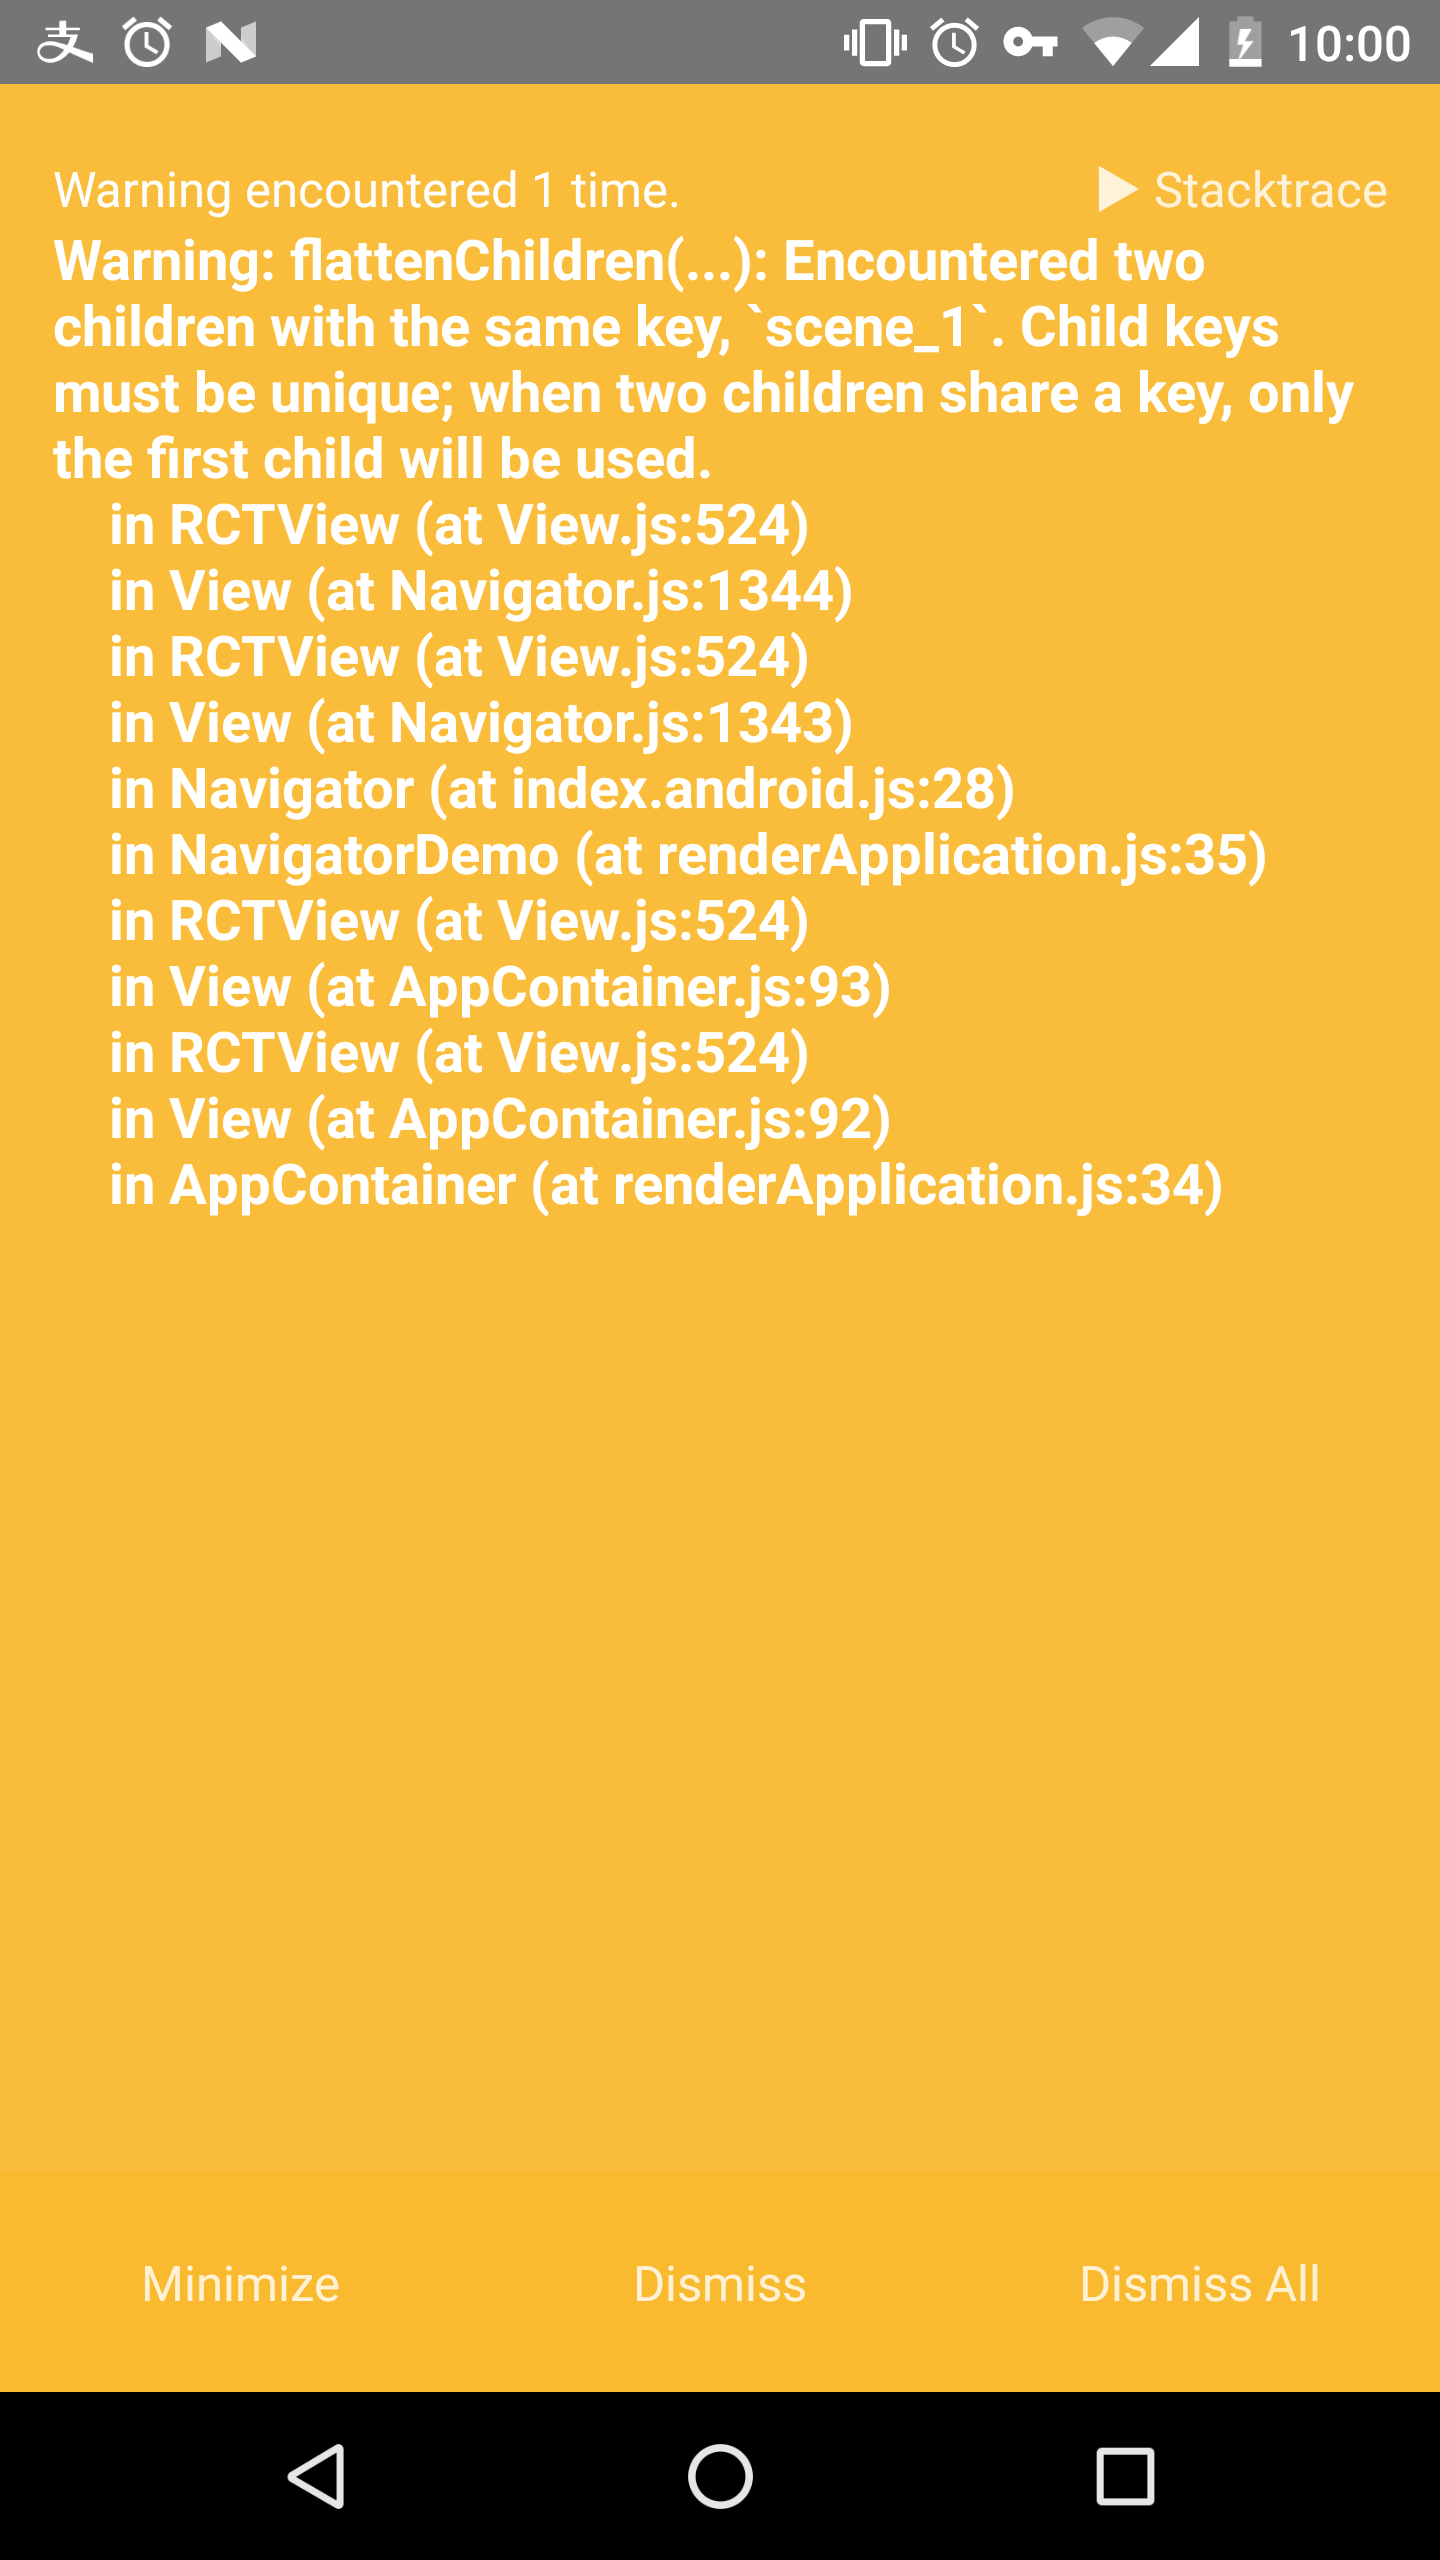 支 10:00
Warning encountered 1 time. Stacktrace
Warning: flattenChildren(...): Encountered two
children with the same key, `scene_1`. Child keys
must be unique; when two children share a key, only
the first child will be used.
in RCTView (at View.js:524)
in View (at Navigator.js:1344)
in RCTView (at View.js:524)
in View (at Navigator.js:1343)
in Navigator (at index.android.js:28)
in NavigatorDemo (at renderApplication.js:35)
in RCTView (at View.js:524)
in View (at AppContainer.js:93)
in RCTView (at View.js:524)
in View (at AppContainer.js:92)
in AppContainer (at renderApplication.js:34)
Minimize Dismiss Dismiss All